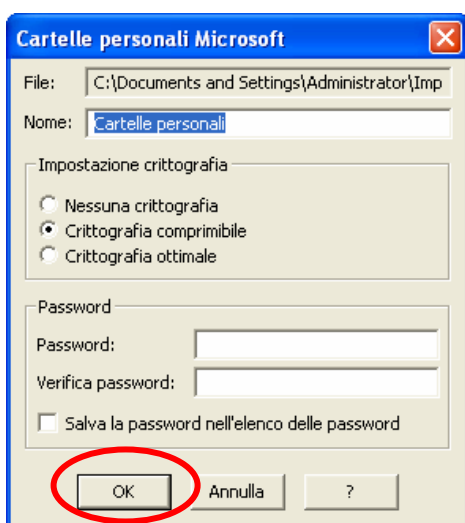 Cartelle personali Microsoft
File: C:\Documents and Settings\Administrator\Imp
Nome: Cartelle personali
Impostazione crittografia
Nessuna crittografia
Crittografia comprimibile
Crittografia ottimale
Password
Password:
Verifica password:
Salva la password nell'elenco delle password
OK Annulla ?